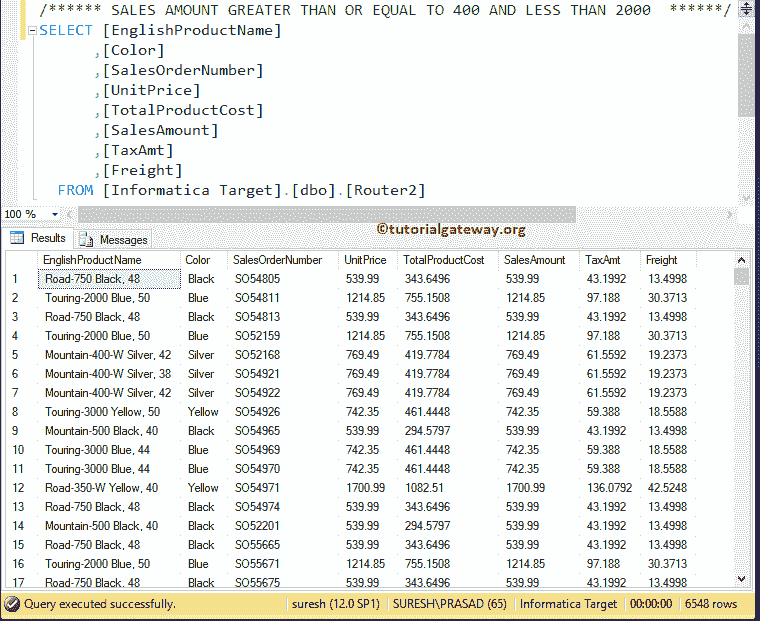 /****** SALES AMOUNT GREATER THAN OR EQUAL TO 400 AND LESS THAN 2000 ******/
SELECT [EnglishProductName]
,[Color]
,[SalesOrderNumber]
,[UnitPrice]
,[TotalProductCost]
,[SalesAmount]
,[TaxAmt]
,[Freight]
FROM [Informatica Target].[dbo].[Router2]
100 %
©tutorialgateway.org
Results Messages
EnglishProductName Color SalesOrderNumber UnitPrice TotalProductCost SalesAmount TaxAmt Freight
1 Road-750 Black, 48 Black SO54805 539.99 343.6496 539.99 43.1992 13.4998
2 Touring-2000 Blue, 50 Blue SO54811 1214.85 755.1508 1214.85 97.188 30.3713
3 Road-750 Black, 48 Black SO54813 539.99 343.6496 539.99 43.1992 13.4998
4 Touring-2000 Blue, 50 Blue SO52159 1214.85 755.1508 1214.85 97.188 30.3713
5 Mountain-400-W Silver, 42 Silver SO52168 769.49 419.7784 769.49 61.5592 19.2373
6 Mountain-400-W Silver, 38 Silver SO54921 769.49 419.7784 769.49 61.5592 19.2373
7 Mountain-400-W Silver, 42 Silver SO54922 769.49 419.7784 769.49 61.5592 19.2373
8 Touring-3000 Yellow, 50 Yellow SO54926 742.35 461.4448 742.35 59.388 18.5588
9 Mountain-500 Black, 40 Black SO54965 539.99 294.5797 539.99 43.1992 13.4998
10 Touring-3000 Blue, 44 Blue SO54969 742.35 461.4448 742.35 59.388 18.5588
11 Touring-3000 Blue, 44 Blue SO54970 742.35 461.4448 742.35 59.388 18.5588
12 Road-350-W Yellow, 40 Yellow SO54971 1700.99 1082.51 1700.99 136.0792 42.5248
13 Road-750 Black, 48 Black SO54974 539.99 343.6496 539.99 43.1992 13.4998
14 Mountain-500 Black, 40 Black SO52201 539.99 294.5797 539.99 43.1992 13.4998
15 Road-750 Black, 48 Black SO55665 539.99 343.6496 539.99 43.1992 13.4998
16 Touring-2000 Blue, 50 Blue SO55671 1214.85 755.1508 1214.85 97.188 30.3713
17 Road-750 Black, 48 Black SO55675 539.99 343.6496 539.99 43.1992 13.4998
Query executed successfully. suresh (12.0 SP1) SURESH\PRASAD (65) Informatica Target 00:00:00 6548 rows